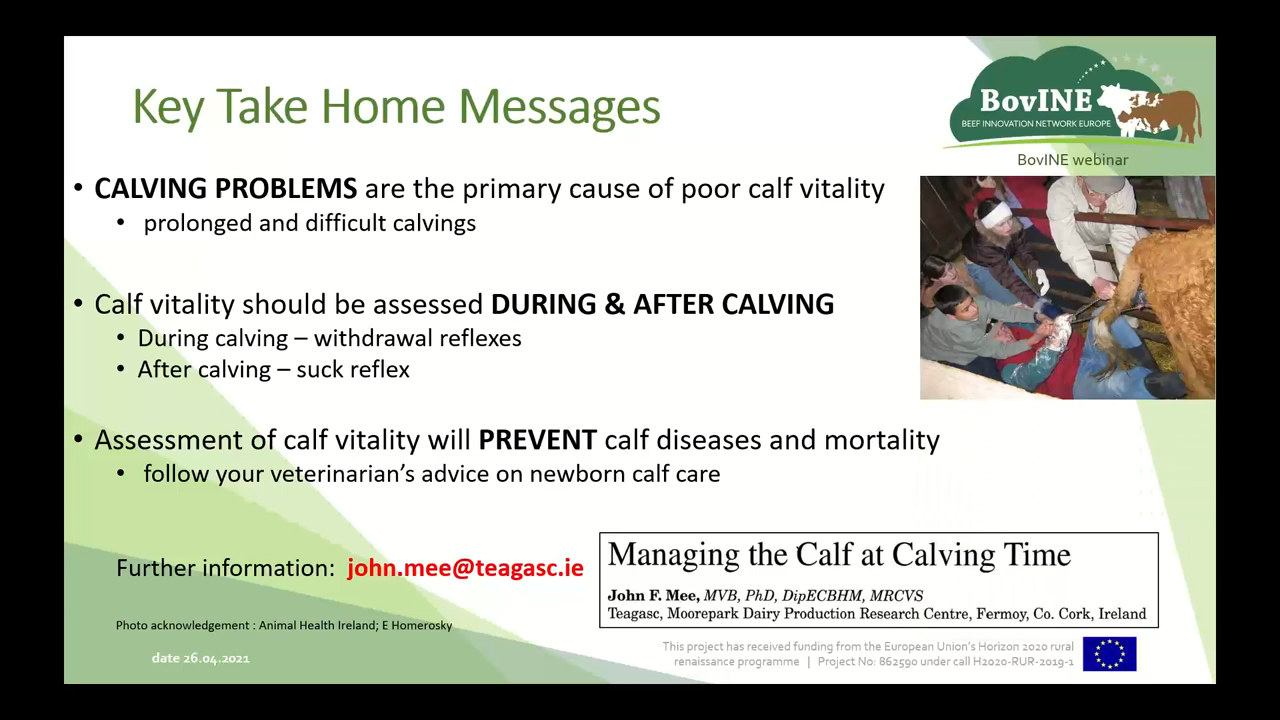 Key Take Home Messages
BovINE
BEEF INNOVATION NETWORK EUROPE
BovINE webinar
• CALVING PROBLEMS are the primary cause of poor calf vitality
• prolonged and difficult calvings
• Calf vitality should be assessed DURING & AFTER CALVING
• During calving – withdrawal reflexes
• After calving – suck reflex
• Assessment of calf vitality will PREVENT calf diseases and mortality
• follow your veterinarian's advice on newborn calf care
Further information: john.mee@teagasc.ie
Managing the Calf at Calving Time
John F. Mee, MVB, PhD, DipECBHM, MRCVS
Teagasc, Moorepark Dairy Production Research Centre, Fermoy, Co. Cork, Ireland
Photo acknowledgement : Animal Health Ireland; E Homerosky
date 26.04.2021
This project has received funding from the European Union's Horizon 2020 rural
renaissance programme | Project No: 862590 under call H2020-RUR-2019-1